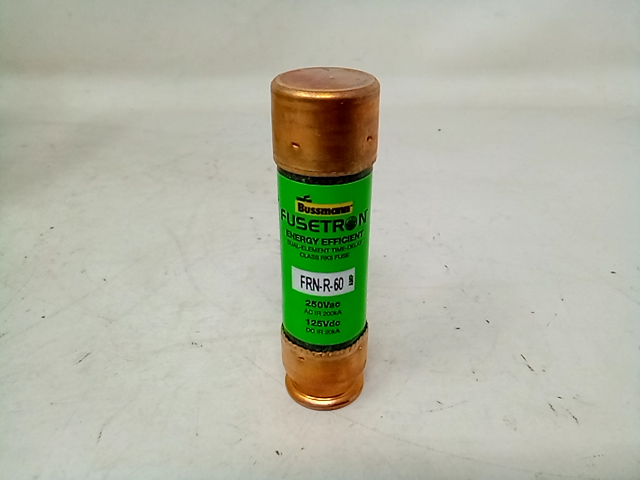 Bussmann
FUSETRON
ENERGY EFFICIENT
DUAL-ELEMENT TIME-DELAY
CLASS RK5 FUSE
FRN-R-60
250Vac
AC IR 200kA
125Vdc
DC IR 20kA